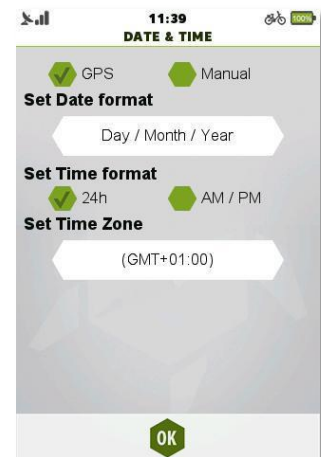 11:39
100%
DATE & TIME
GPS Manual
Set Date format
Day / Month / Year
Set Time format
24h AM / PM
Set Time Zone
(GMT+01:00)
OK